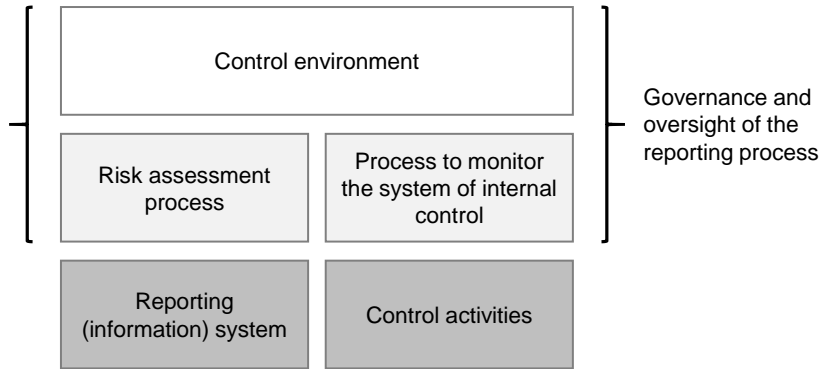 Control environment
Governance and
oversight of the
reporting process
Risk assessment
process
Process to monitor
the system of internal
control
Reporting
(information) system
Control activities